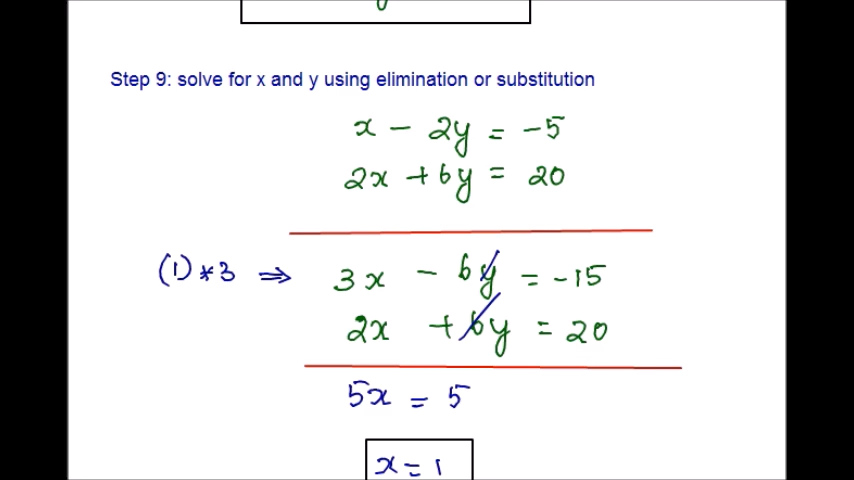 Step 9: solve for x and y using elimination or substitution
x - 2y = -5
2x + 6y = 20
(1) * 3 ⇒ 3x - 6y = -15
2x + 6y = 20
5x = 5
x = 1